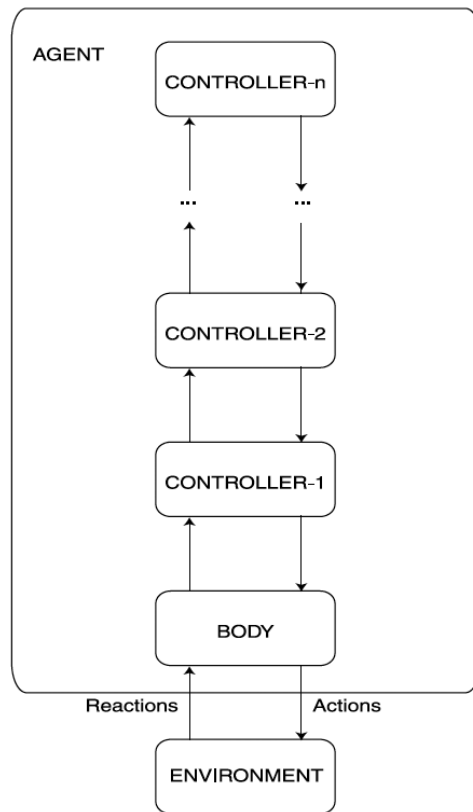 AGENT
CONTROLLER-n
... ...
CONTROLLER-2
CONTROLLER-1
BODY
Reactions Actions
ENVIRONMENT